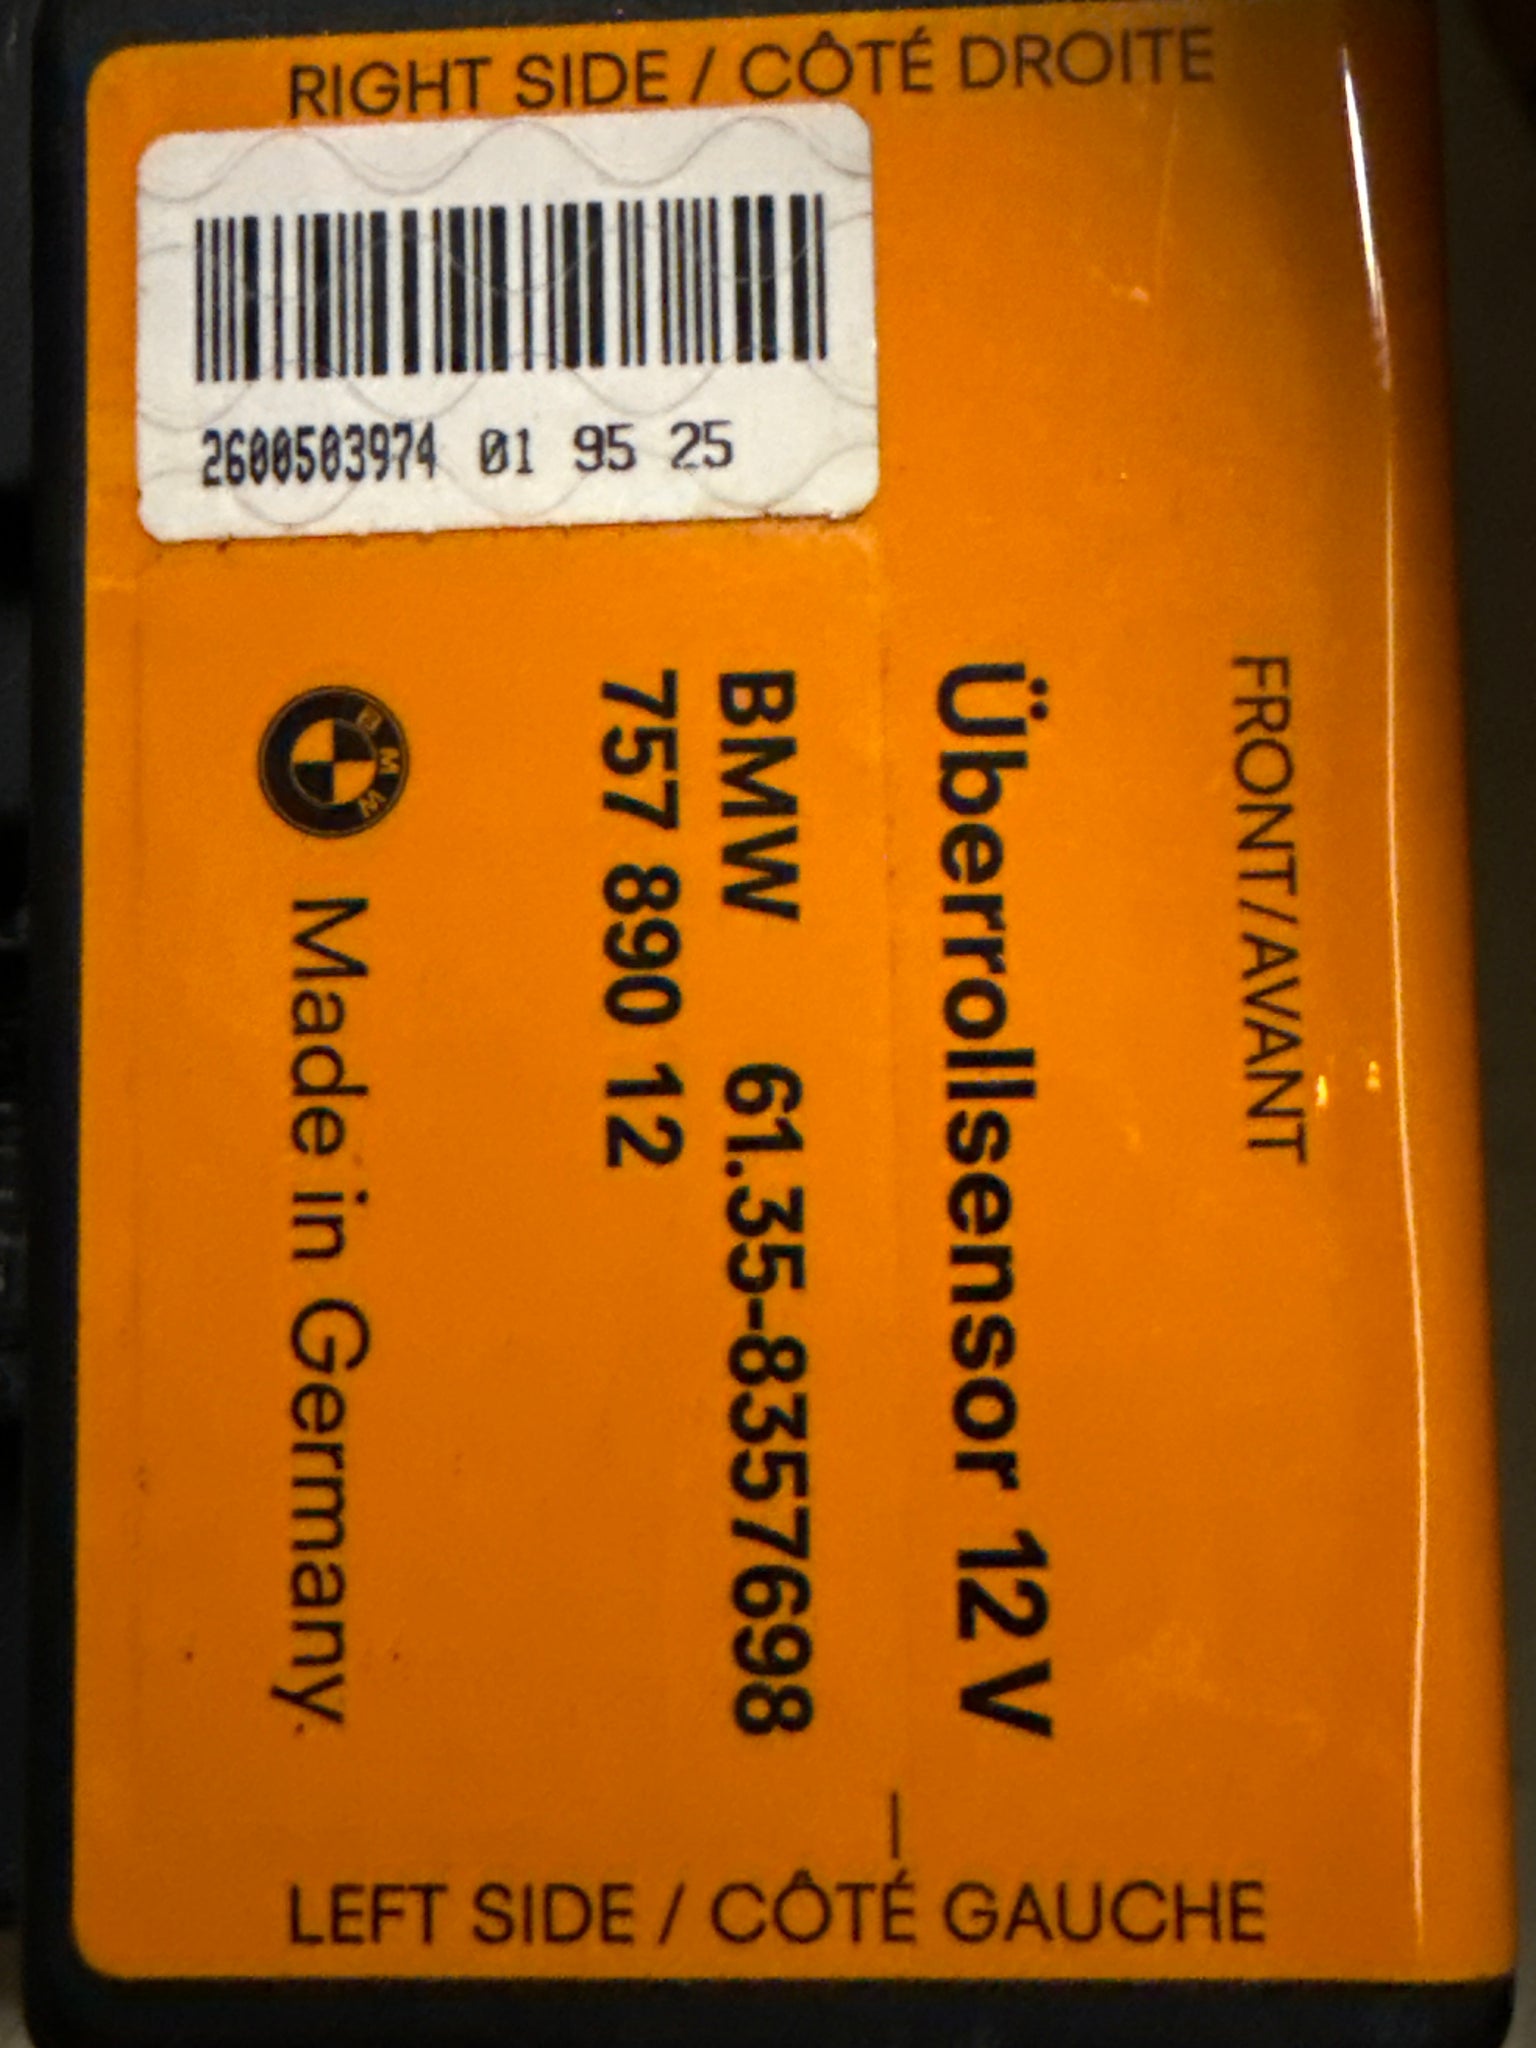 RIGHT SIDE / CÔTÉ DROITE
2600503974 01 95 25
FRONT / AVANT
Überrollsensor 12 V
BMW 61.35-8357698
757 890 12
BMW Made in Germany
LEFT SIDE / CÔTÉ GAUCHE